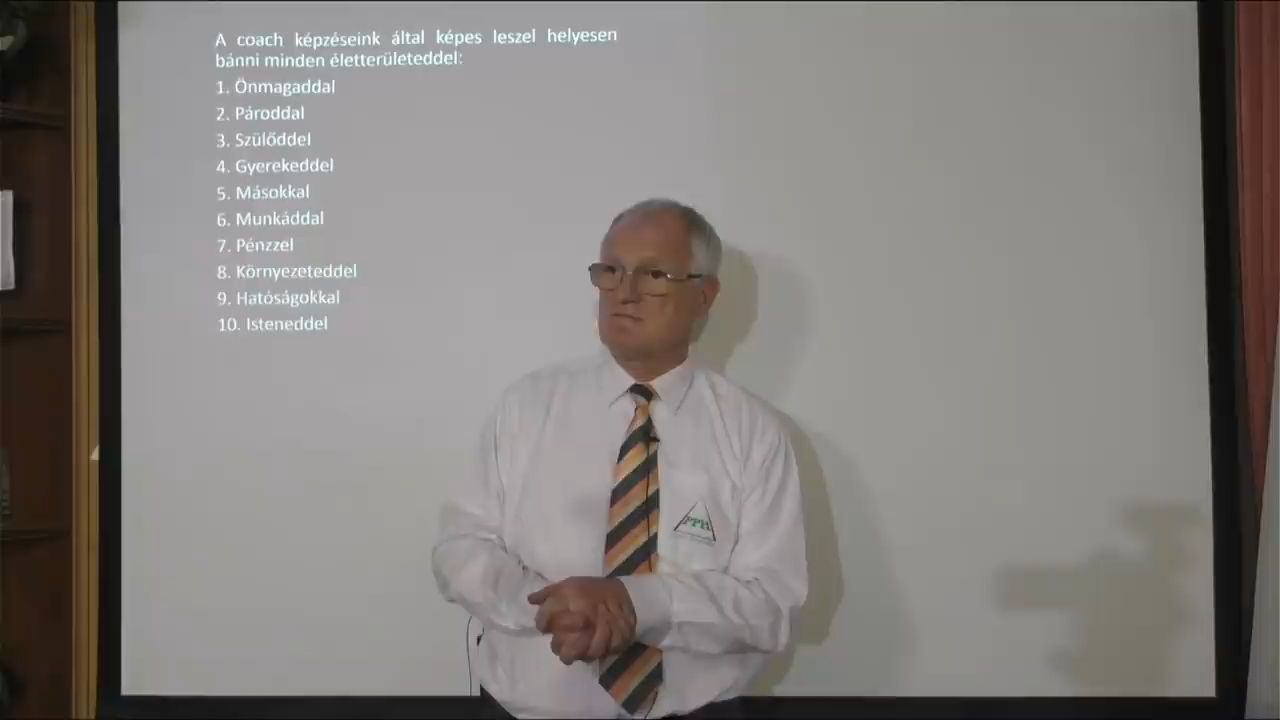 A coach képzéseink által képes leszel helyesen
bánni minden életterületeddel:
1. Önmagaddal
2. Pároddal
3. Szülőddel
4. Gyerekeddel
5. Másokkal
6. Munkáddal
7. Pénzzel
8. Környezeteddel
9. Hatóságokkal
10. Isteneddel